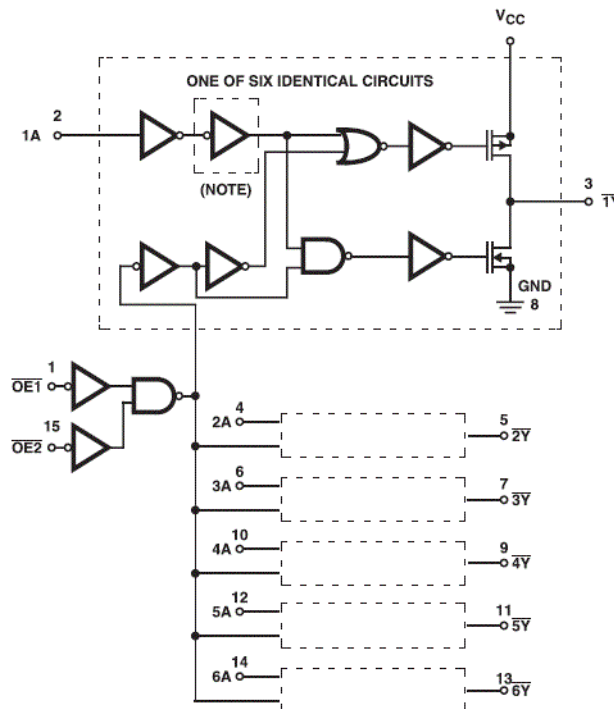 VCC
ONE OF SIX IDENTICAL CIRCUITS
2
1A
(NOTE)
3
1Y
GND
8
1
OE1
15
OE2
4
2A
5
2Y
6
3A
7
3Y
10
4A
9
4Y
12
5A
11
5Y
14
6A
13
6Y